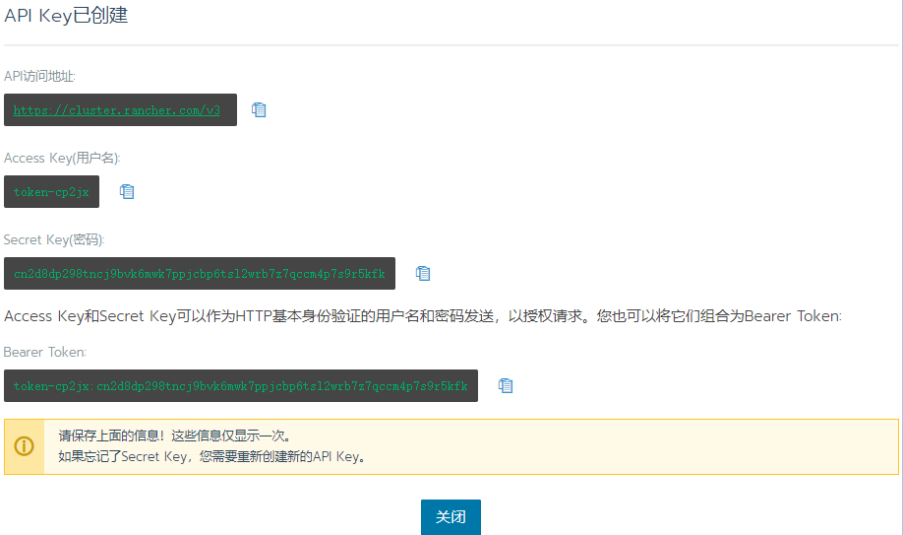 API Key已创建
API访问地址:
https://cluster.rancher.com/v3
Access Key(用户名):
token-cp2jx
Secret Key(密码):
cn2d8dp298tncj9bvk6mwk7ppjcbp6tsl2wrb7z7qccm4p7s9r5kfk
Access Key和Secret Key可以作为HTTP基本身份验证的用户名和密码发送，以授权请求。您也可以将它们组合为Bearer Token:
Bearer Token:
token-cp2jx:cn2d8dp298tncj9bvk6mwk7ppjcbp6tsl2wrb7z7qccm4p7s9r5kfk
请保存上面的信息！这些信息仅显示一次。
如果忘记了Secret Key，您需要重新创建新的API Key。
关闭